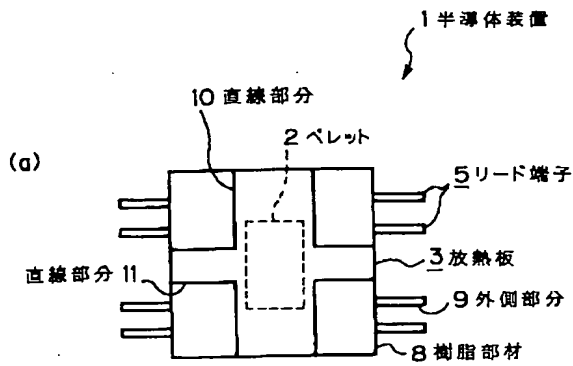 1 半導体装置
10 直線部分
2 ペレット
(a)
5 リード端子
直線部分 11
3 放熱板
9 外側部分
8 樹脂部材